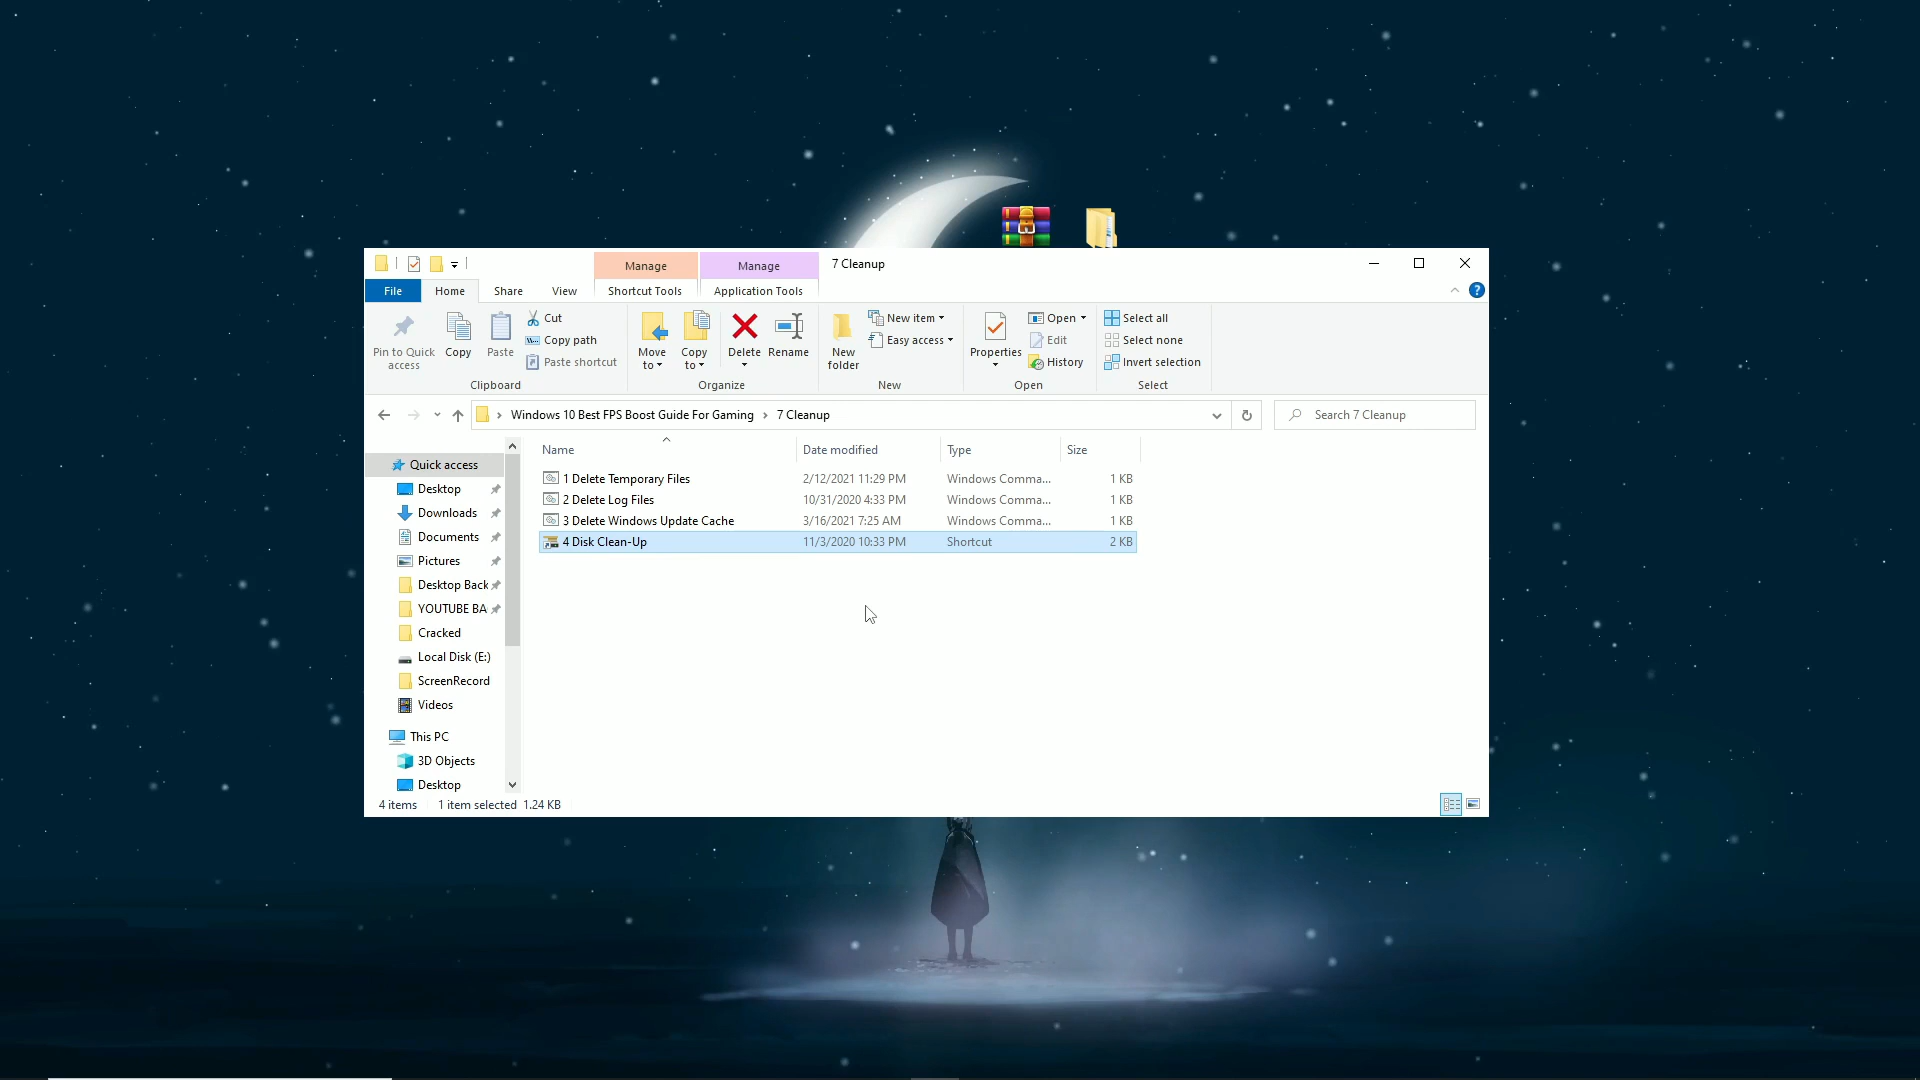 Manage
Manage
7 Cleanup
File
Home
Share
View
Shortcut Tools
Application Tools
?
Pin to Quick access
Copy
Paste
Cut
Copy path
Paste shortcut
Clipboard
Move to
Copy to
Delete
Rename
Organize
New folder
New item
Easy access
New
Properties
Open
Edit
History
Open
Select all
Select none
Invert selection
Select
Windows 10 Best FPS Boost Guide For Gaming
7 Cleanup
Search 7 Cleanup
Name
Date modified
Type
Size
1 Delete Temporary Files 2/12/2021 11:29 PM Windows Comma... 1 KB
2 Delete Log Files 10/31/2020 4:33 PM Windows Comma... 1 KB
3 Delete Windows Update Cache 3/16/2021 7:25 AM Windows Comma... 1 KB
4 Disk Clean-Up 11/3/2020 10:33 PM Shortcut 2 KB
Quick access
Desktop
Downloads
Documents
Pictures
Desktop Back
YOUTUBE BA
Cracked
Local Disk (E:)
ScreenRecord
Videos
This PC
3D Objects
Desktop
4 items 1 item selected 1.24 KB